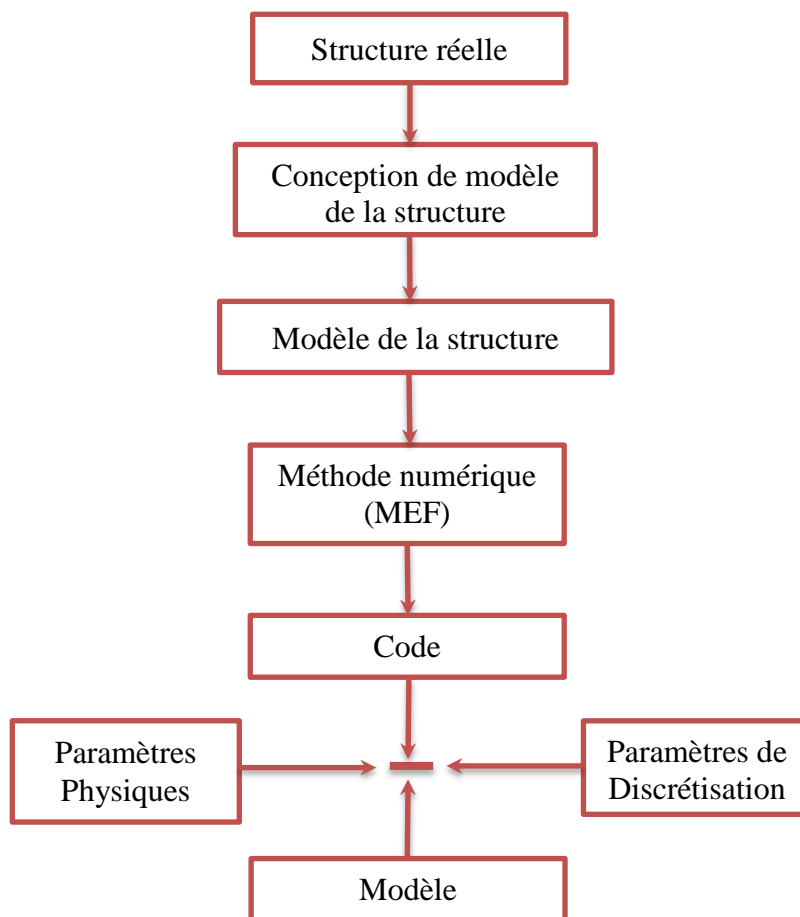 Structure réelle
Conception de modèle
de la structure
Modèle de la structure
Méthode numérique
(MEF)
Code
Paramètres
Physiques
Paramètres de
Discrétisation
Modèle